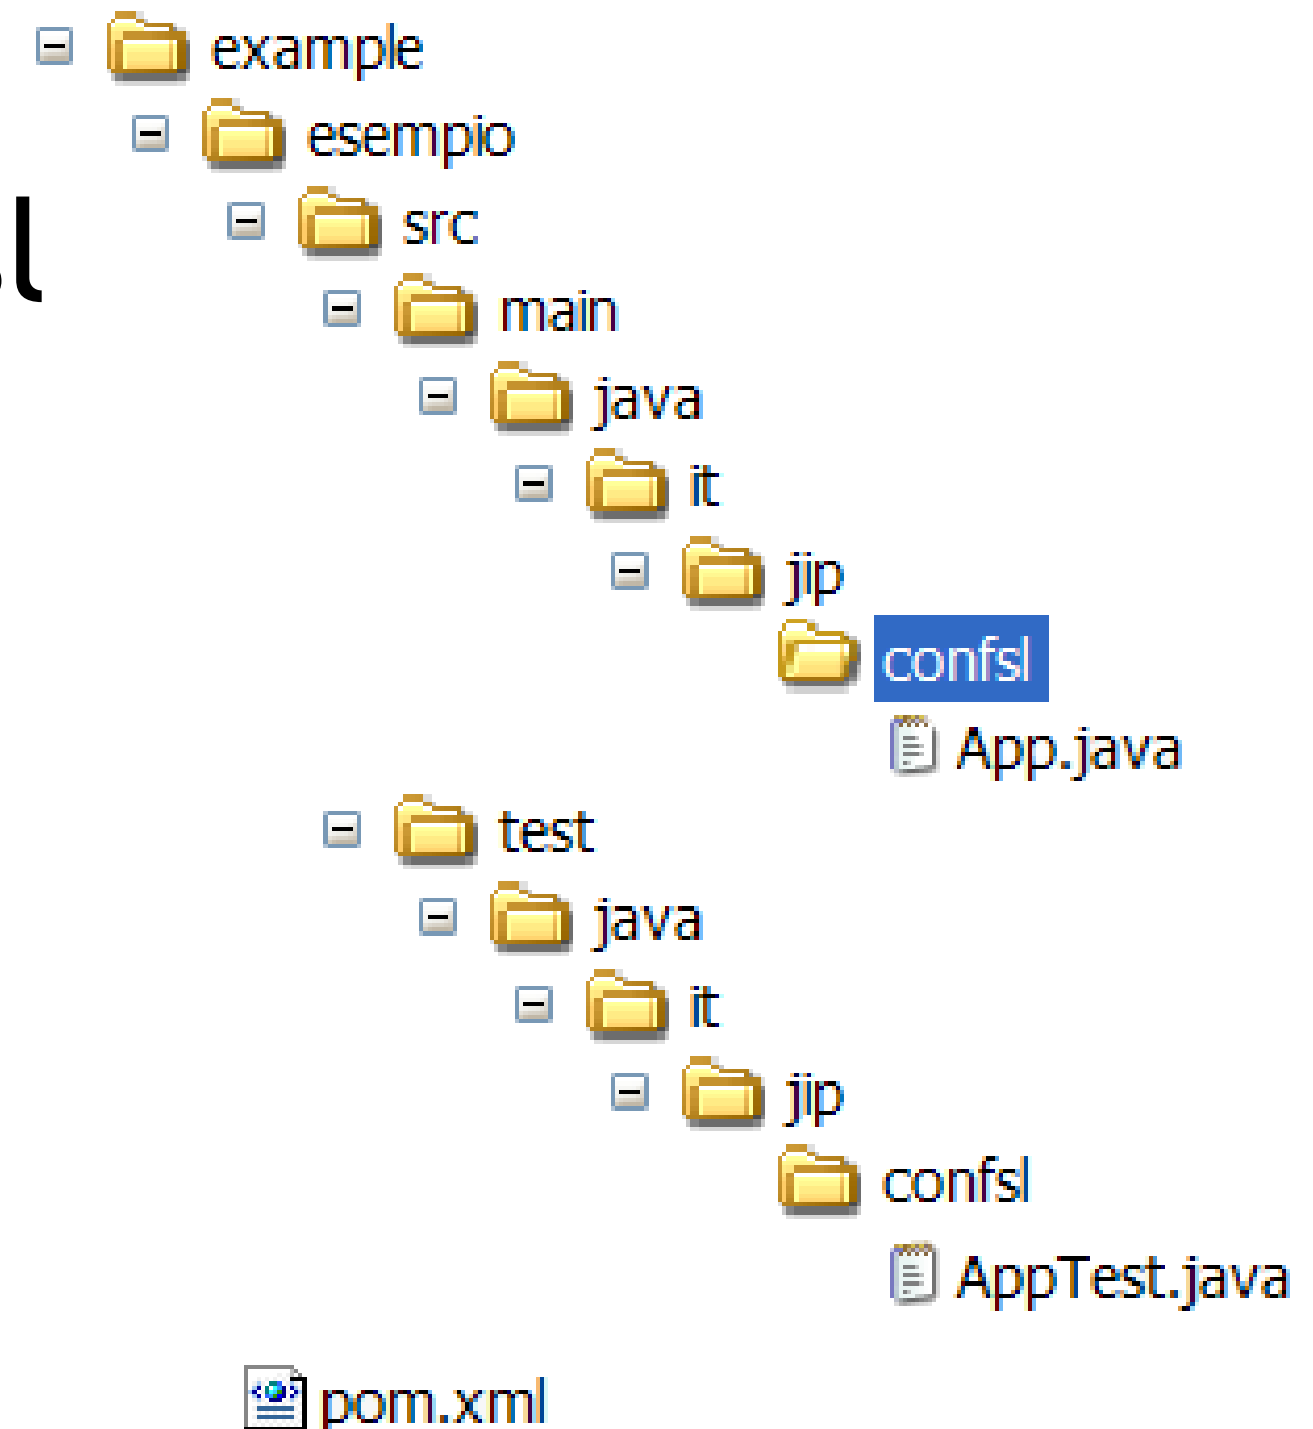 example
esempio
src
main
java
it
jip
confsl
App.java
test
java
it
jip
confsl
AppTest.java
pom.xml